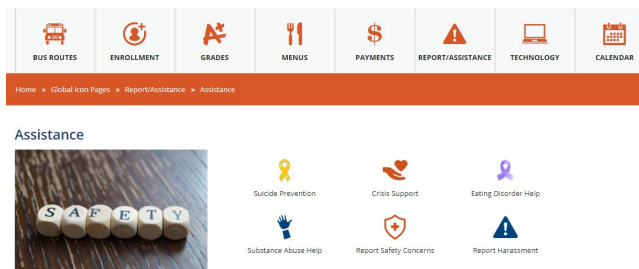 BUS ROUTES ENROLLMENT GRADES MENUS PAYMENTS REPORT/ASSISTANCE TECHNOLOGY CALENDAR
Home » Global Icon Pages » Report/Assistance » Assistance
Assistance
Suicide Prevention Crisis Support Eating Disorder Help
SAFETY
Substance Abuse Help Report Safety Concerns Report Harassment